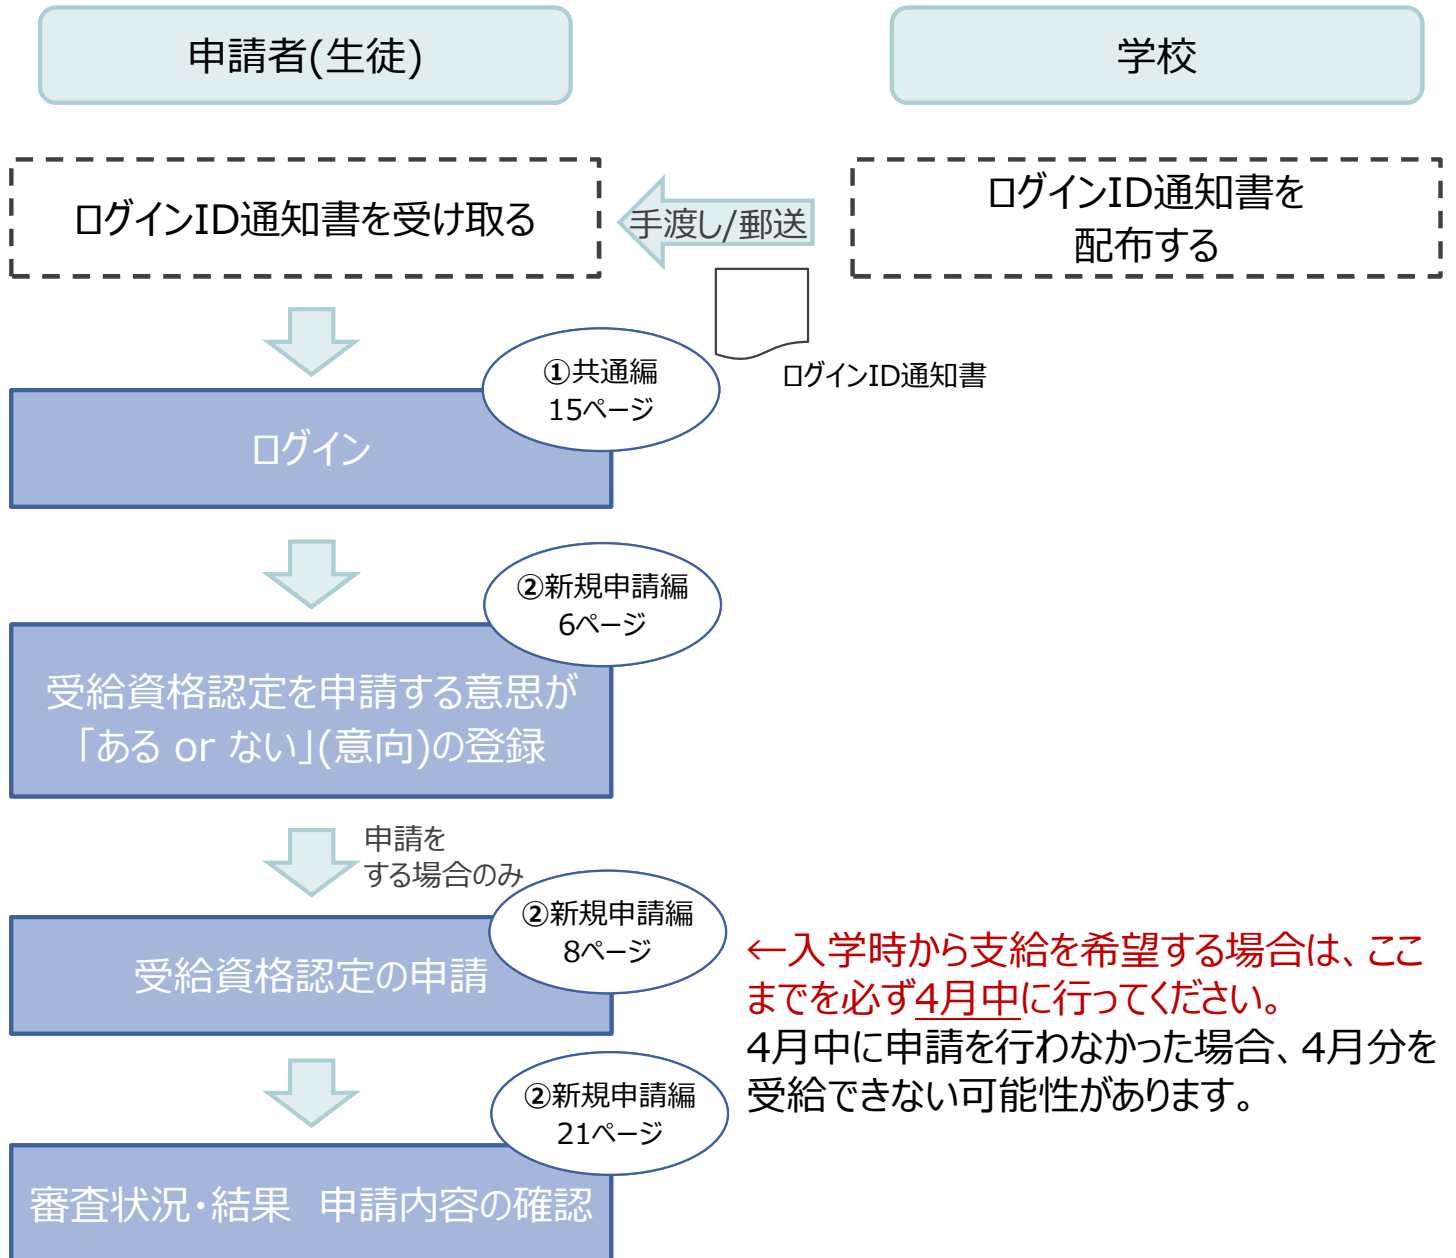 申請者(生徒)
学校
ログインID通知書を受け取る
手渡し/郵送
ログインID通知書を
配布する
ログインID通知書
①共通編
15ページ
ログイン
②新規申請編
6ページ
受給資格認定を申請する意思が
「ある or ない」(意向)の登録
申請を
する場合のみ
②新規申請編
8ページ
受給資格認定の申請
←入学時から支給を希望する場合は、ここ
までを必ず4月中に行ってください。
4月中に申請を行わなかった場合、4月分を
受給できない可能性があります。
②新規申請編
21ページ
審査状況・結果　申請内容の確認